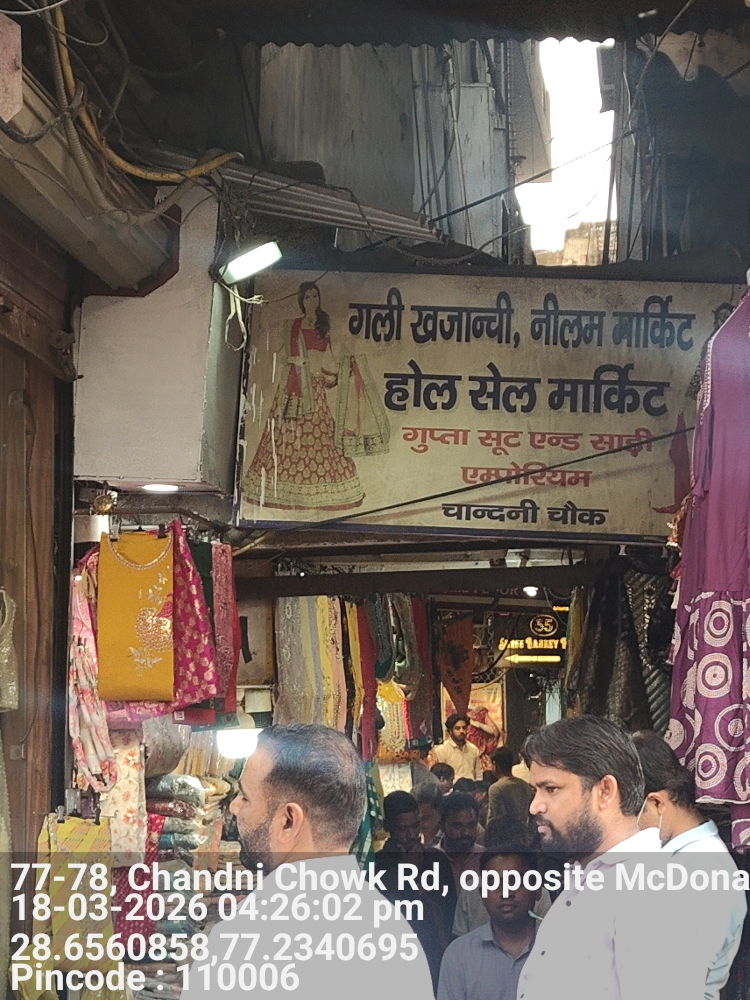 गली खजान्ची, नीलम मार्किट
होल सेल मार्किट
गुप्ता सूट एन्ड साड़ी
एम्पोरियम
चान्दनी चौक
55
77-78, Chandni Chowk Rd, opposite McDona
18-03-2026 04:26:02 pm
28.6560858,77.2340695
Pincode : 110006